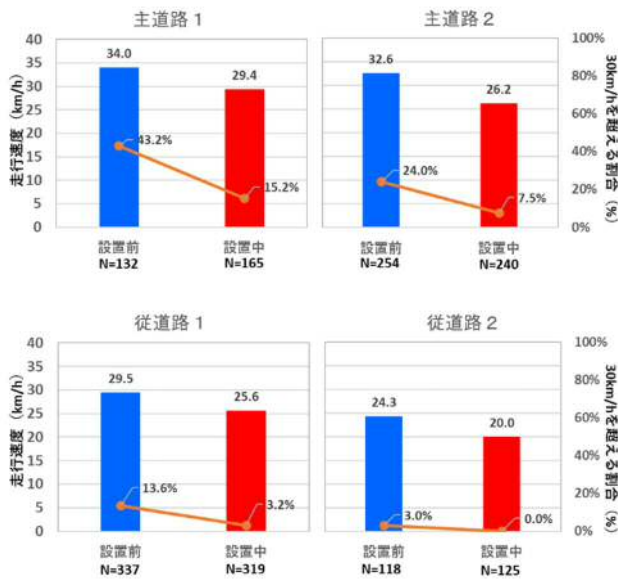 主道路１
主道路２
走行速度（km/h）
40
35
30
25
20
15
10
5
0
34.0
29.4
43.2%
15.2%
設置前
N=132
設置中
N=165
32.6
26.2
24.0%
7.5%
設置前
N=254
設置中
N=240
100%
80%
60%
40%
20%
0%
30km/hを超える割合（%）
従道路１
従道路２
走行速度（km/h）
40
35
30
25
20
15
10
5
0
29.5
25.6
13.6%
3.2%
設置前
N=337
設置中
N=319
24.3
20.0
3.0%
0.0%
設置前
N=118
設置中
N=125
100%
80%
60%
40%
20%
0%
30km/hを超える割合（%）